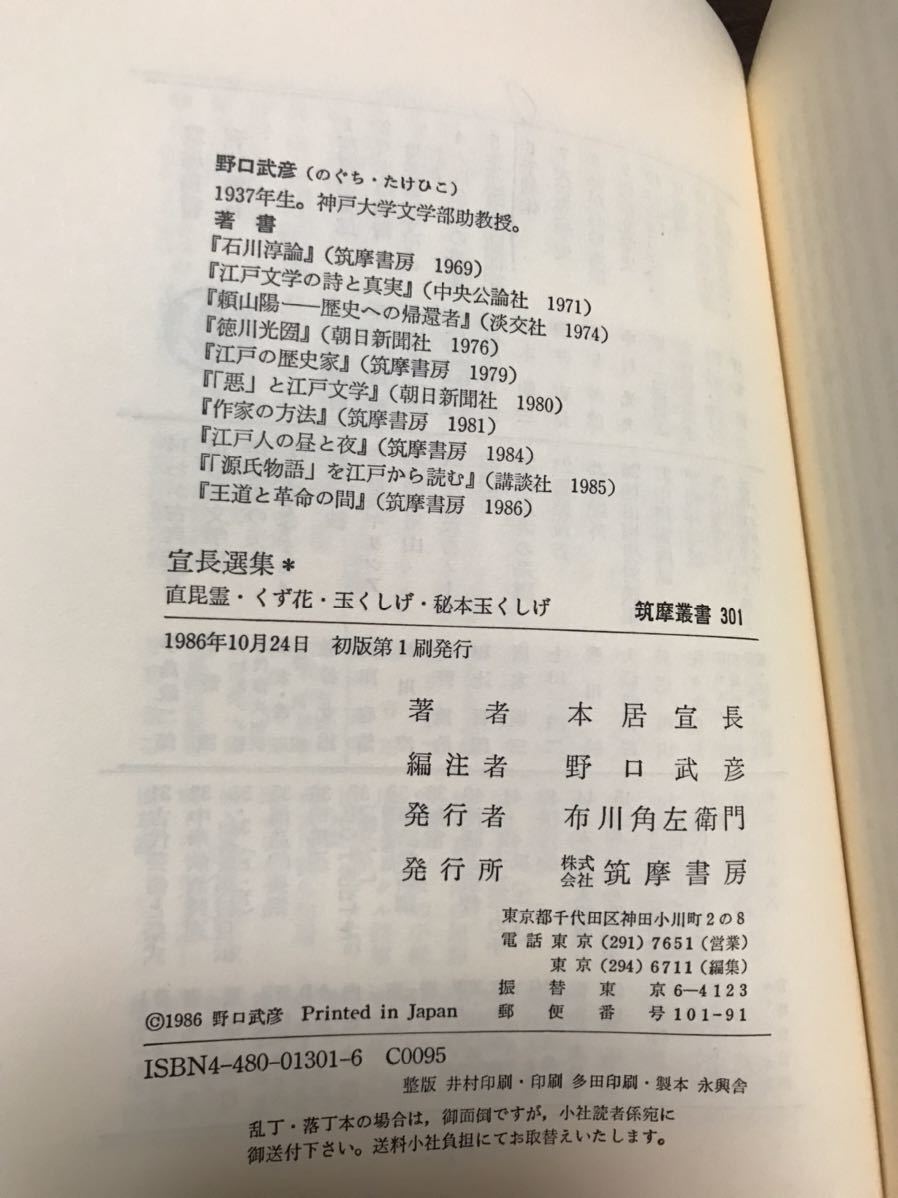 野口武彦（のぐち・たけひこ）
1937年生。神戸大学文学部助教授。
著書
『石川淳論』（筑摩書房　1969）
『江戸文学の詩と真実』（中央公論社　1971）
『頼山陽――歴史への帰還者』（淡交社　1974）
『徳川光圀』（朝日新聞社　1976）
『江戸の歴史家』（筑摩書房　1979）
『「悪」と江戸文学』（朝日新聞社　1980）
『作家の方法』（筑摩書房　1981）
『江戸人の昼と夜』（筑摩書房　1984）
『「源氏物語」を江戸から読む』（講談社　1985）
『王道と革命の間』（筑摩書房　1986）
宣長選集＊
直毘霊・くず花・玉くしげ・秘本玉くしげ　筑摩叢書 301
1986年10月24日　初版第1刷発行
著者　本居宣長
編注者　野口武彦
発行者　布川角左衛門
発行所　株式会社筑摩書房
東京都千代田区神田小川町2の8
電話 東京 (291) 7651 (営業)
東京 (294) 6711 (編集)
振替東京 6―4123
郵便番号 101-91
©1986 野口武彦　Printed in Japan
ISBN4-480-01301-6　C0095
整版 井村印刷・印刷 多田印刷・製本 永興舎
乱丁・落丁本の場合は，御面倒ですが，小社読者係宛に
御送付下さい。送料小社負担にてお取替えいたします。